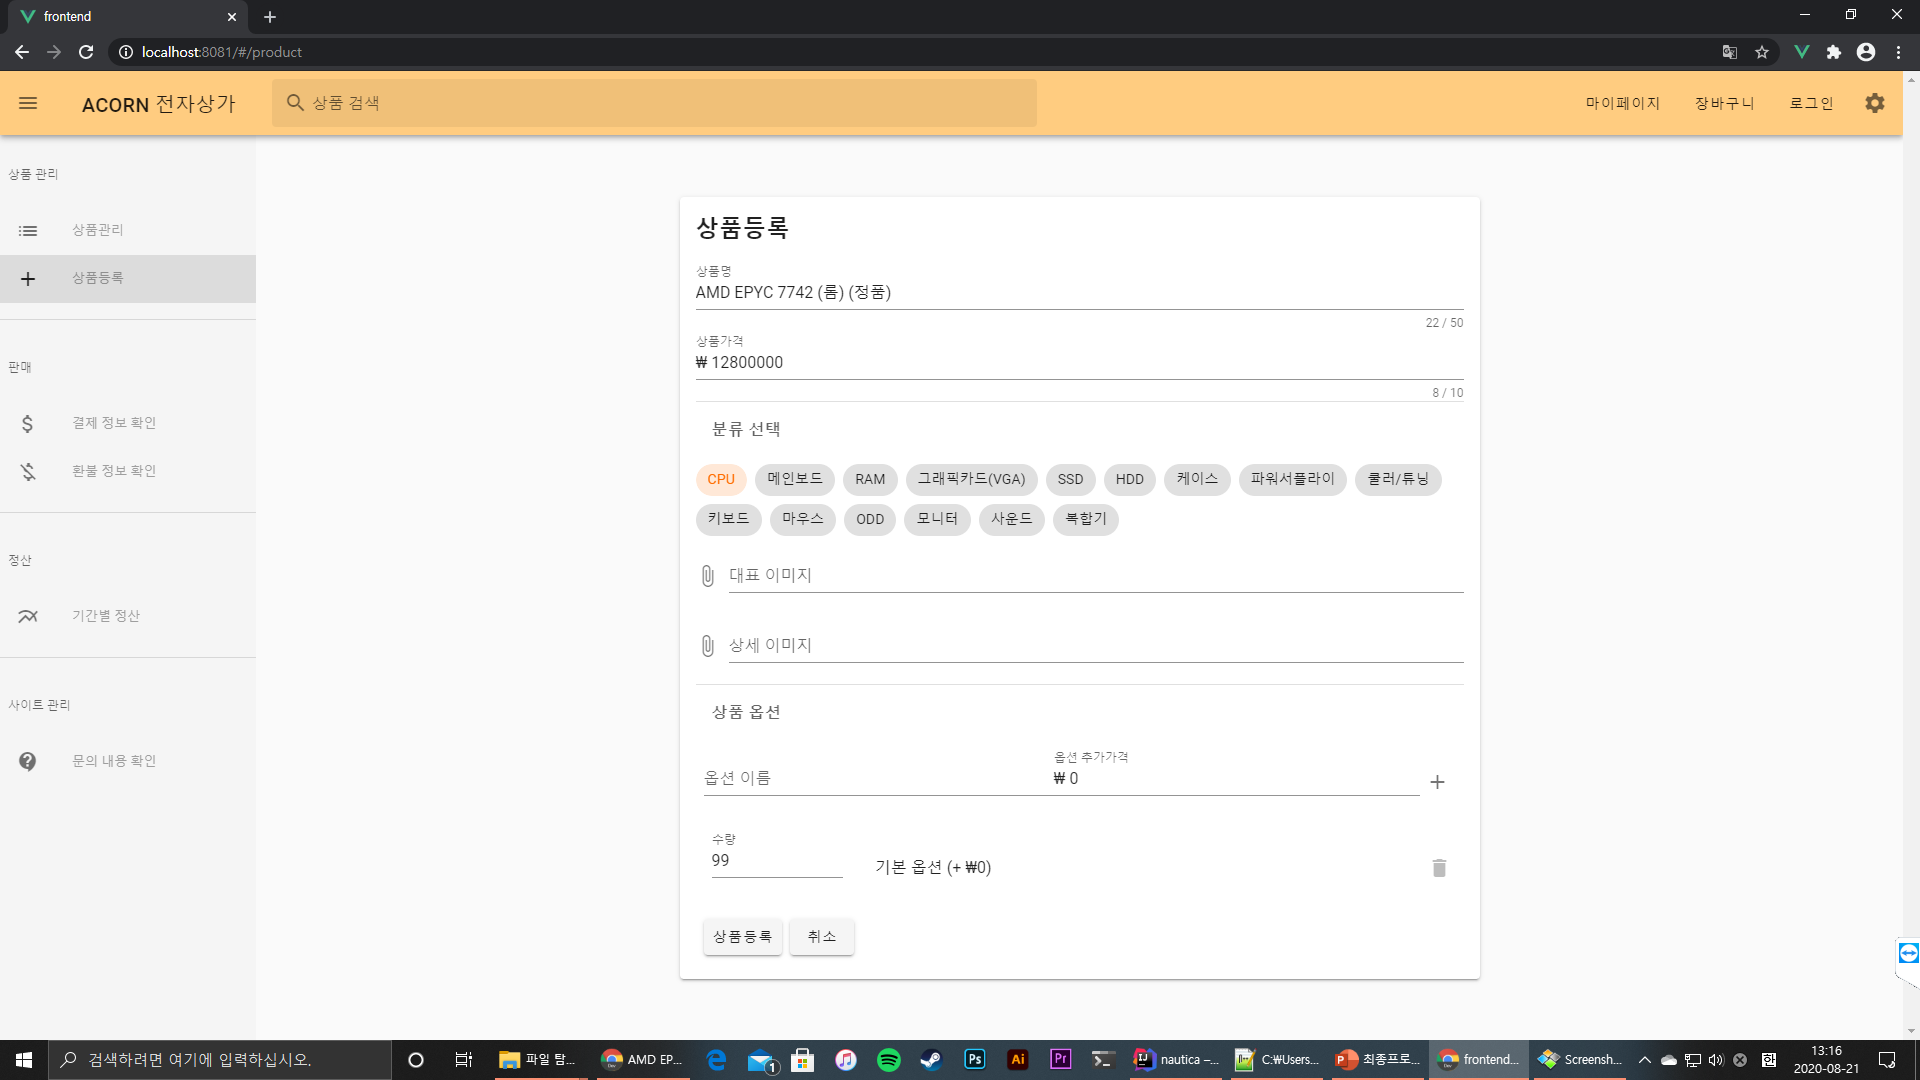 frontend
localhost:8081/#/product
ACORN 전자상가
상품 검색
마이페이지
장바구니
로그인
상품 관리
상품관리
상품등록
판매
결제 정보 확인
환불 정보 확인
정산
기간별 정산
사이트 관리
문의 내용 확인
상품등록
상품명
AMD EPYC 7742 (롬) (정품)
22 / 50
상품가격
₩ 12800000
8 / 10
분류 선택
CPU 메인보드 RAM 그래픽카드(VGA) SSD HDD 케이스 파워서플라이 쿨러/튜닝
키보드 마우스 ODD 모니터 사운드 복합기
대표 이미지
상세 이미지
상품 옵션
옵션 이름
옵션 추가가격
₩ 0
수량
99
기본 옵션 (+ ₩0)
상품등록 취소
검색하려면 여기에 입력하십시오.
파일 탐...
Dev
AMD EP...
1
Ps
Ai
Pr
nautica –...
C:₩Users...
최종프로...
Dev
frontend...
Screensh...
한
13:16
2020-08-21